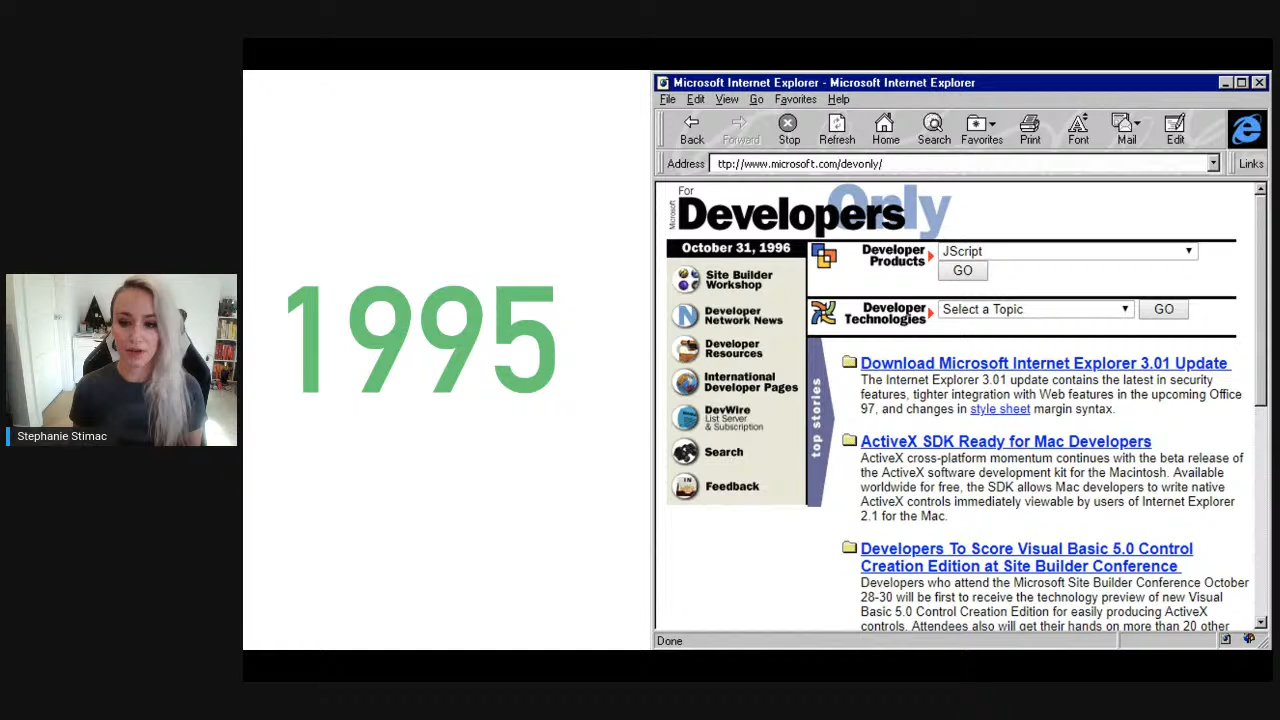 1995
Stephanie Stimac
Microsoft Internet Explorer - Microsoft Internet Explorer
File Edit View Go Favorites Help
Back Forward Stop Refresh Home Search Favorites Print Font Mail Edit
Address ttp://www.microsoft.com/devonly/ Links
Microsoft
For
Developers Only
October 31, 1996
Site Builder
Workshop
Developer
Network News
Developer
Resources
International
Developer Pages
DevWire
List Server
& Subscription
Search
IN
Feedback
Developer
Products
JScript
GO
Developer
Technologies
Select a Topic
GO
top stories
Download Microsoft Internet Explorer 3.01 Update
The Internet Explorer 3.01 update contains the latest in security
features, tighter integration with Web features in the upcoming Office
97, and changes in style sheet margin syntax.
ActiveX SDK Ready for Mac Developers
ActiveX cross-platform momentum continues with the beta release of
the ActiveX software development kit for the Macintosh. Available
worldwide for free, the SDK allows Mac developers to write native
ActiveX controls immediately viewable by users of Internet Explorer
2.1 for the Mac.
Developers To Score Visual Basic 5.0 Control
Creation Edition at Site Builder Conference
Developers who attend the Microsoft Site Builder Conference October
28-30 will be first to receive the technology preview of new Visual
Basic 5.0 Control Creation Edition for easily producing ActiveX
controls. Attendees also will get their hands on more than 20 other
Done